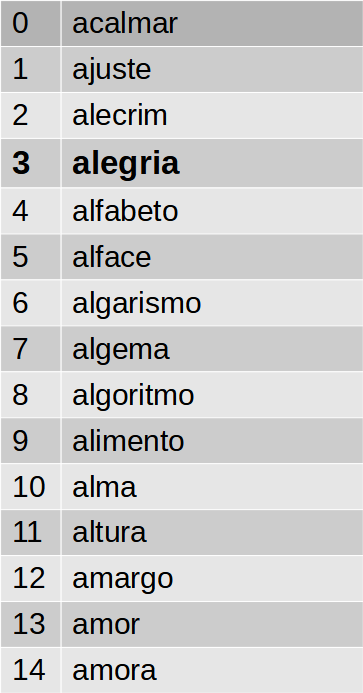 0 acalmar
1 ajuste
2 alecrim
3 alegria
4 alfabeto
5 alface
6 algarismo
7 algema
8 algoritmo
9 alimento
10 alma
11 altura
12 amargo
13 amor
14 amora